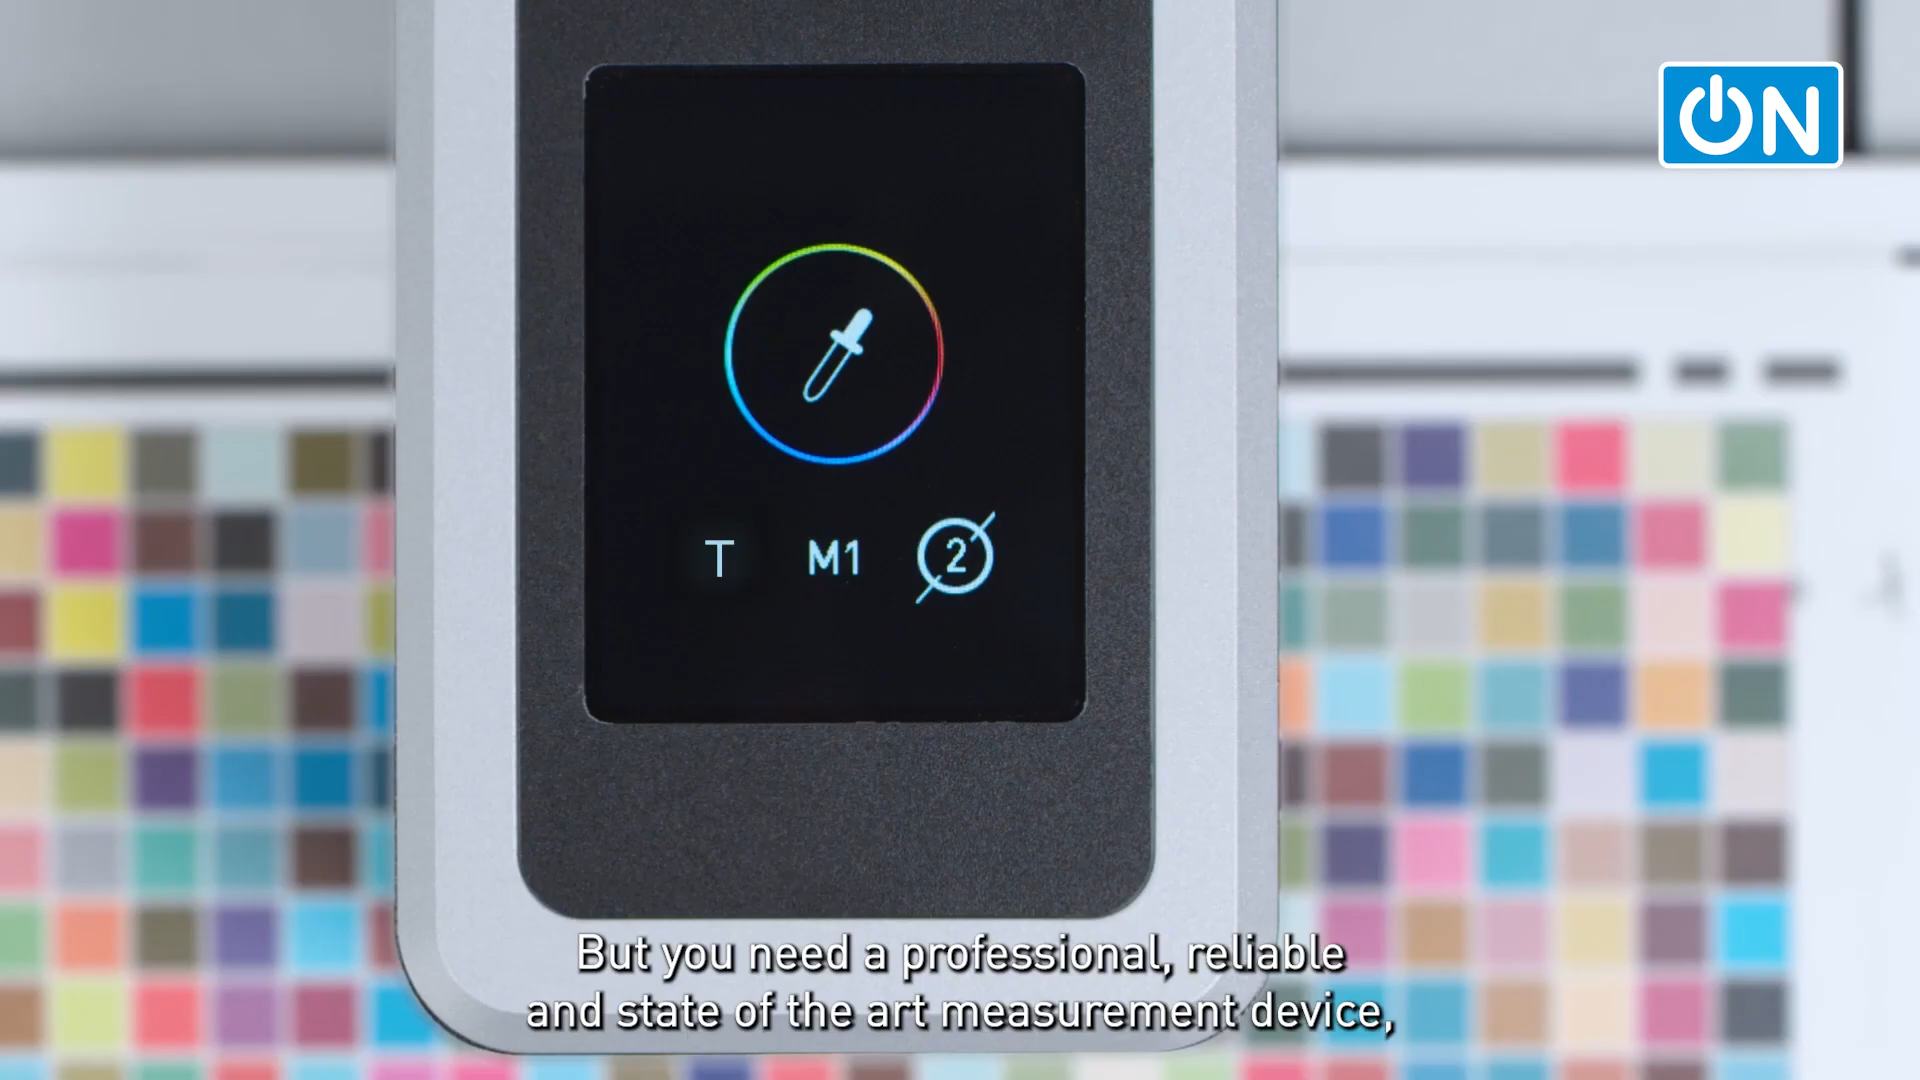 ON
T M1 2
But you need a professional, reliable
and state of the art measurement device,